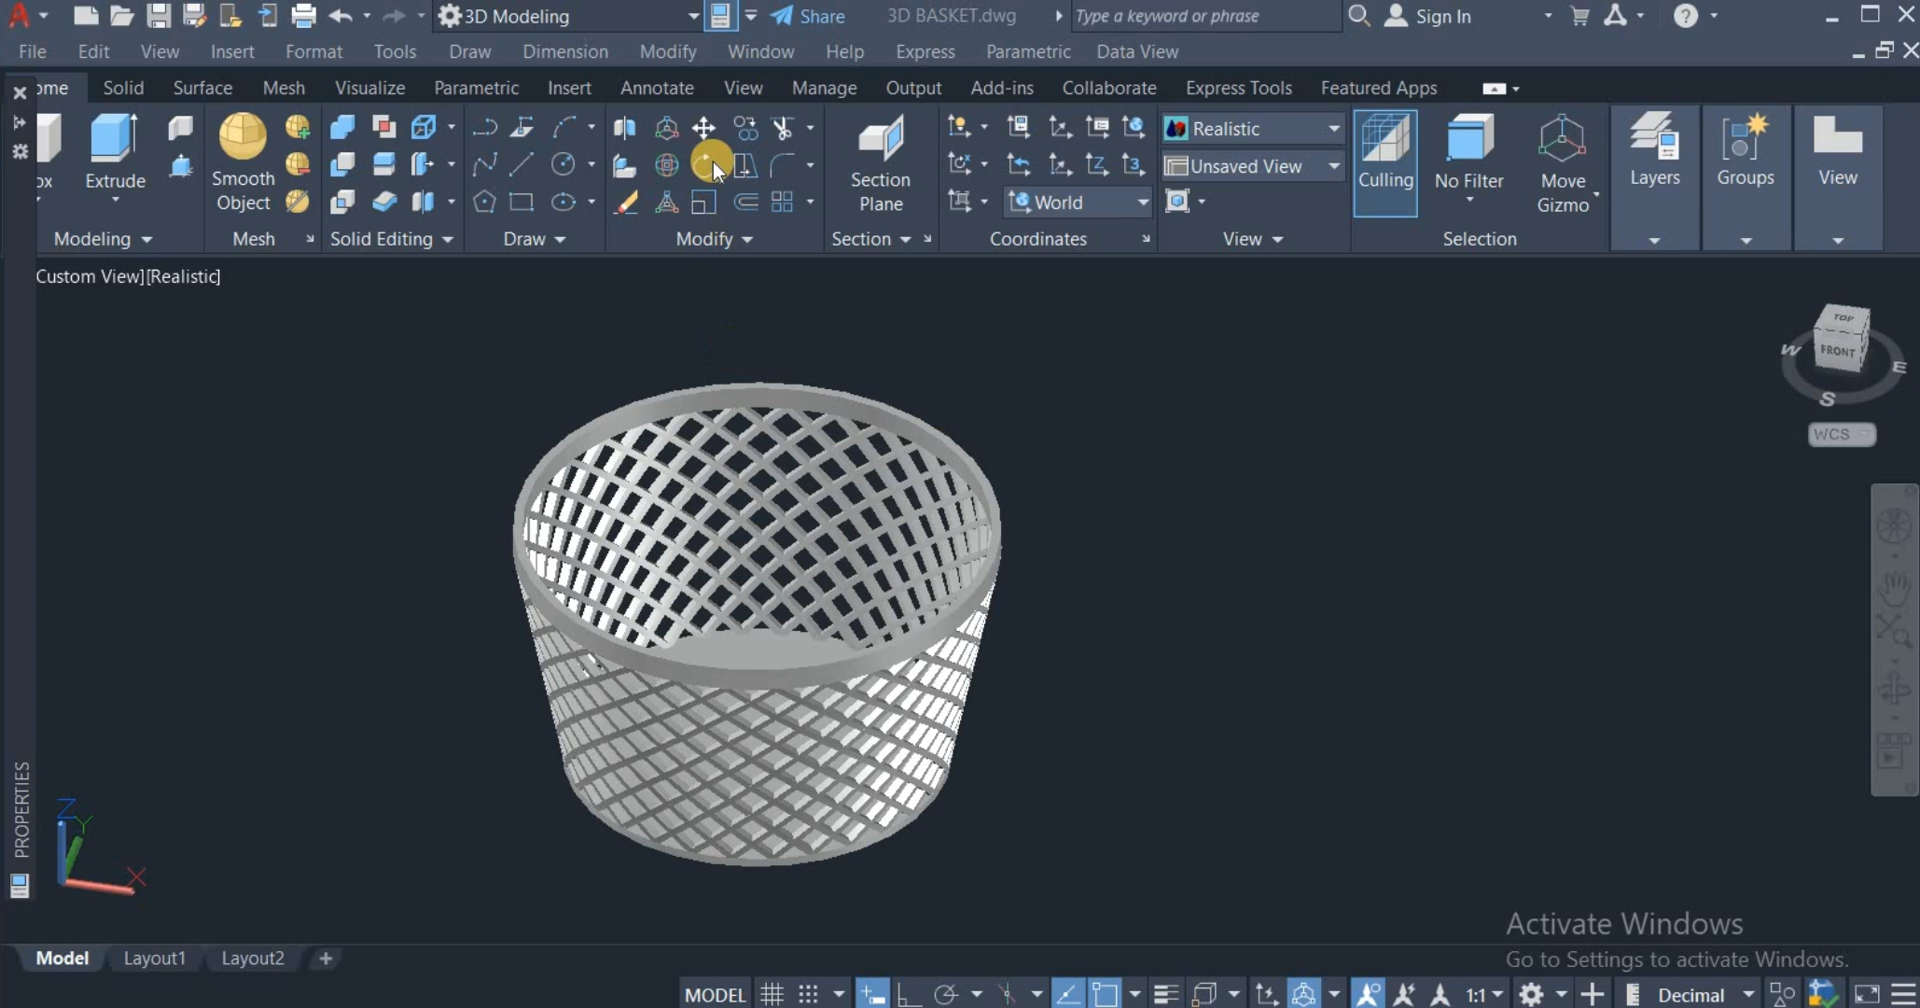 3D Modeling Share 3D BASKET.dwg Type a keyword or phrase Sign In
File Edit View Insert Format Tools Draw Dimension Modify Window Help Express Parametric Data View
ome Solid Surface Mesh Visualize Parametric Insert Annotate View Manage Output Add-ins Collaborate Express Tools Featured Apps
Realistic
Unsaved View
ox Extrude Smooth Object Section Plane World Culling No Filter Move Gizmo Layers Groups View
Modeling Mesh Solid Editing Draw Modify Section Coordinates View Selection
Custom View][Realistic]
TOP
FRONT
W
E
S
WCS
PROPERTIES
Z
Y
X
Activate Windows
Go to Settings to activate Windows.
Model Layout1 Layout2 +
MODEL 1:1 Decimal